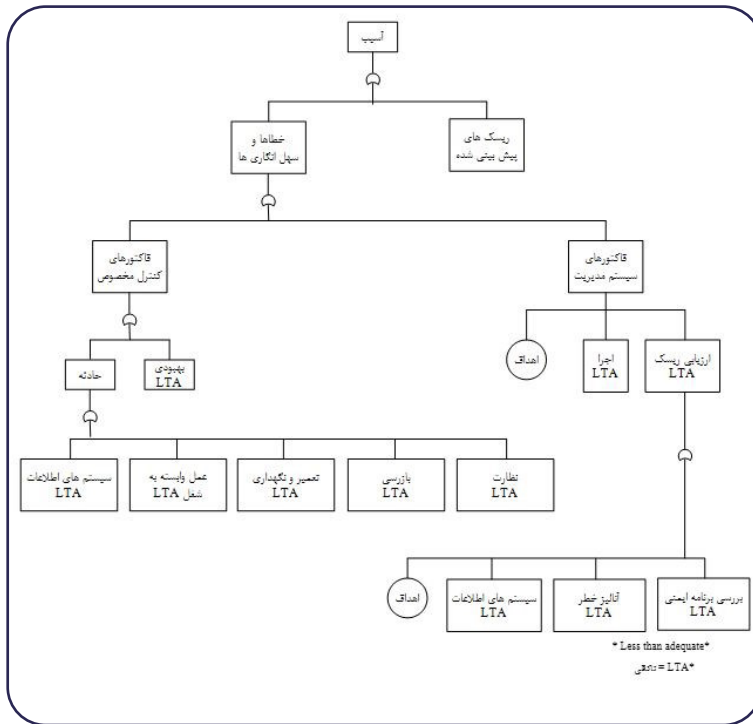 آسیب
خطاها و
سهل انگاری ها
ریسک های
پیش بینی شده
فاکتورهای
کنترل مخصوص
فاکتورهای
سیستم مدیریت
حادثه
بهبودی
LTA
اهداف
اجرا
LTA
ارزیابی ریسک
LTA
سیستم های اطلاعات
LTA
عمل وابسته به
شغل LTA
تعمیر و نگهداری
LTA
بازرسی
LTA
نظارت
LTA
اهداف
سیستم های اطلاعات
LTA
آنالیز خطر
LTA
بررسی برنامه ایمنی
LTA
* Less than adequate*
ناکافی = LTA*